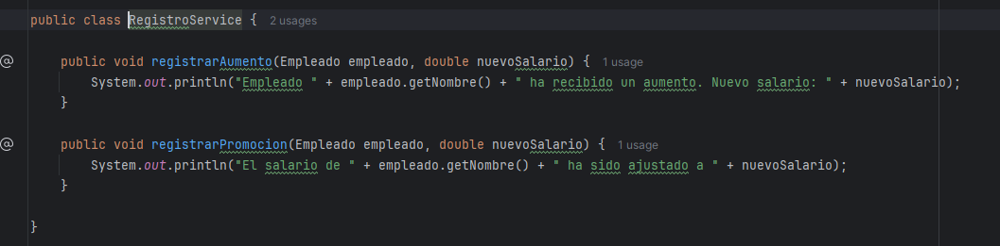 public class RegistroService {  2 usages
@ public void registrarAumento(Empleado empleado, double nuevoSalario) {  1 usage
System.out.println("Empleado " + empleado.getNombre() + " ha recibido un aumento. Nuevo salario: " + nuevoSalario);
}
@ public void registrarPromocion(Empleado empleado, double nuevoSalario) {  1 usage
System.out.println("El salario de " + empleado.getNombre() + " ha sido ajustado a " + nuevoSalario);
}
}